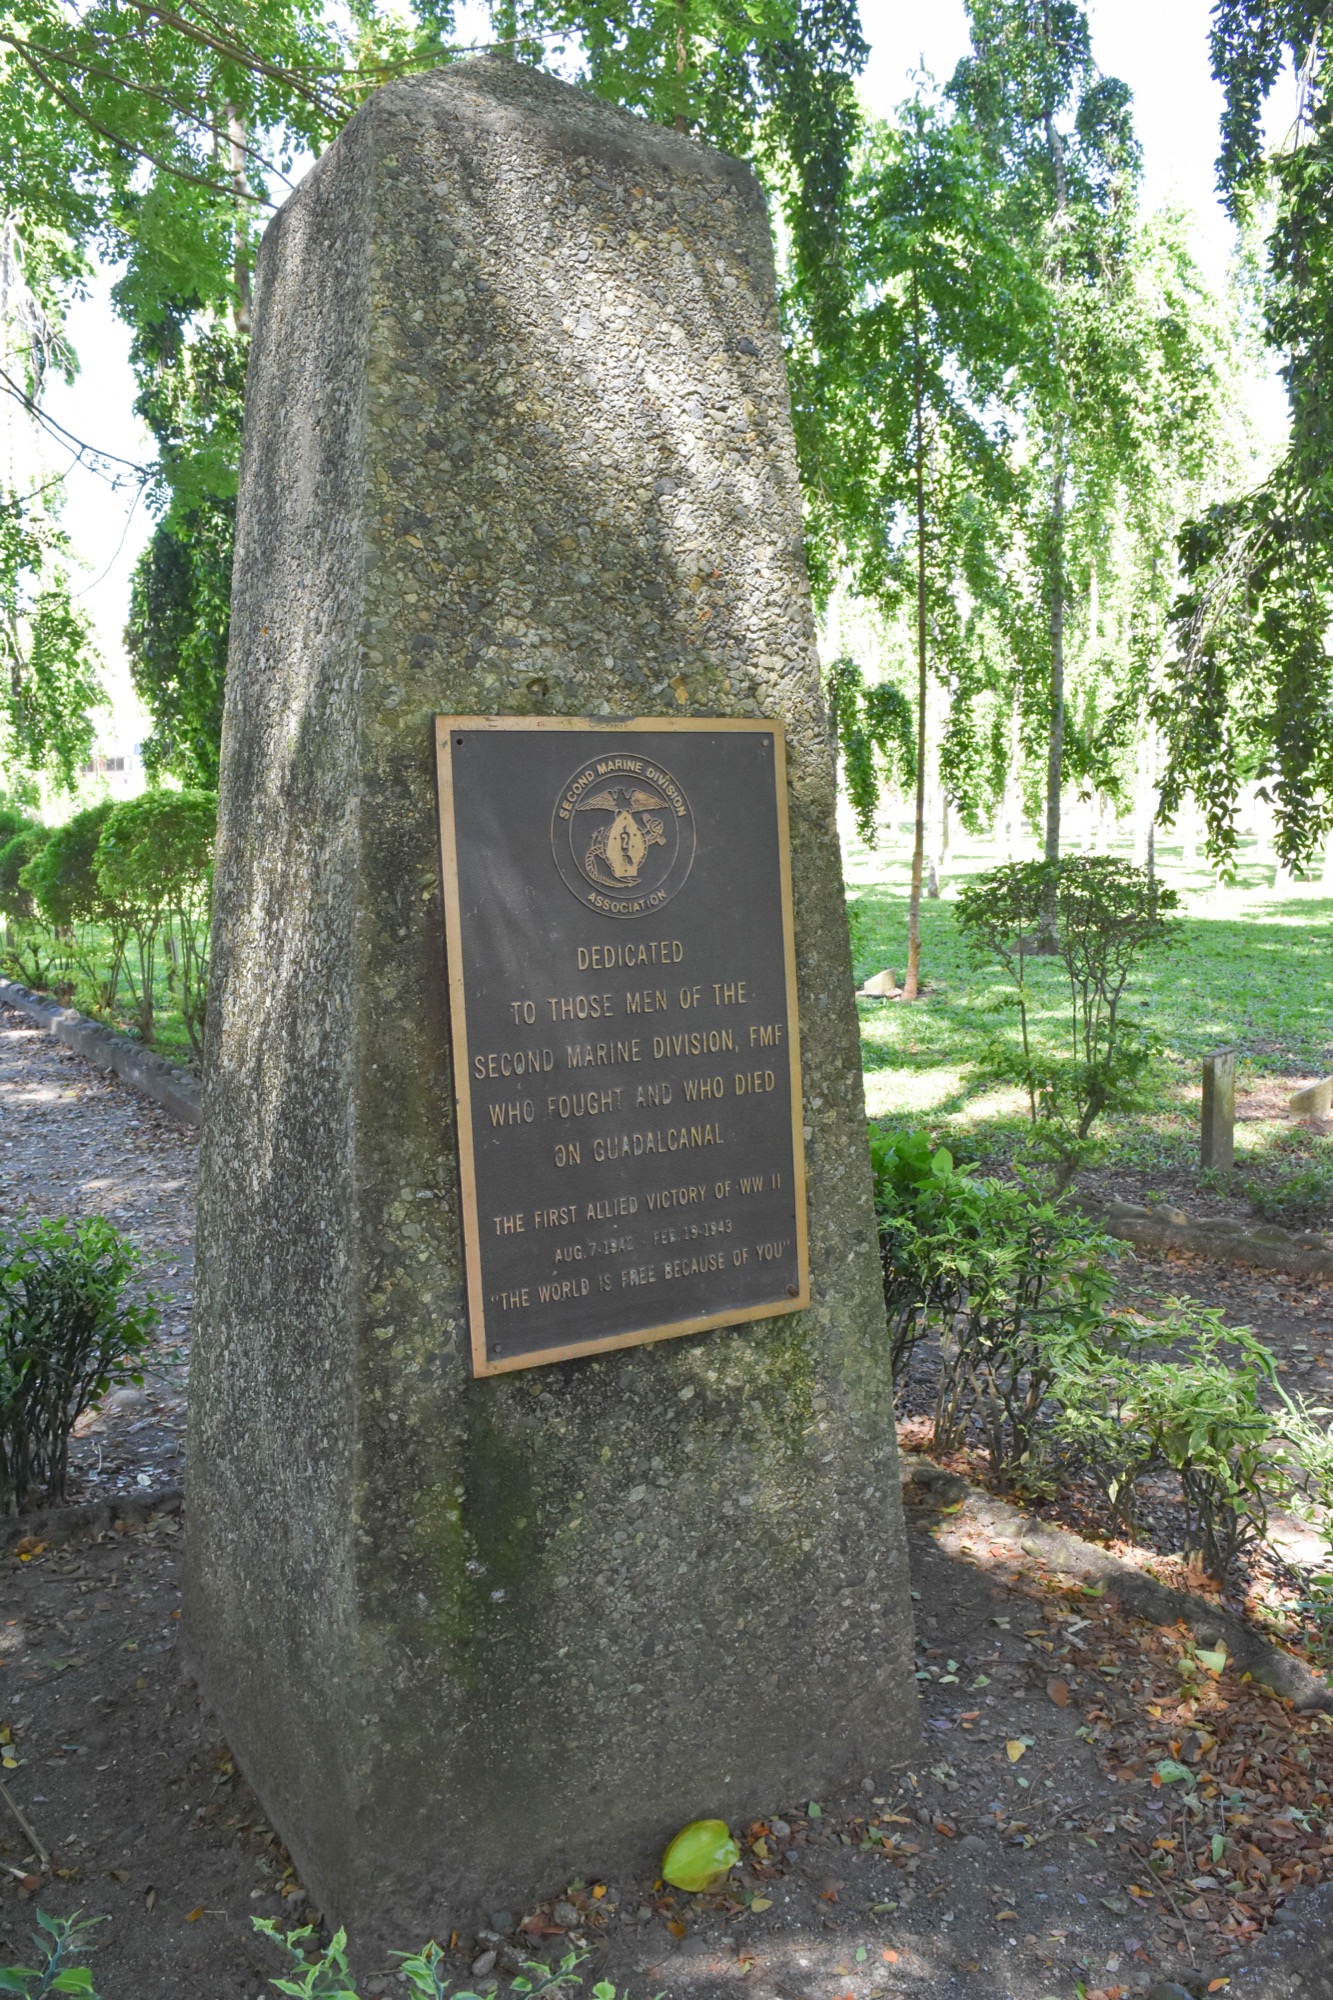 SECOND MARINE DIVISION
2
ASSOCIATION
DEDICATED
TO THOSE MEN OF THE
SECOND MARINE DIVISION, FMF
WHO FOUGHT AND WHO DIED
ON GUADALCANAL
THE FIRST ALLIED VICTORY OF WW II
AUG. 7-1942 - FEB. 19-1943
"THE WORLD IS FREE BECAUSE OF YOU"